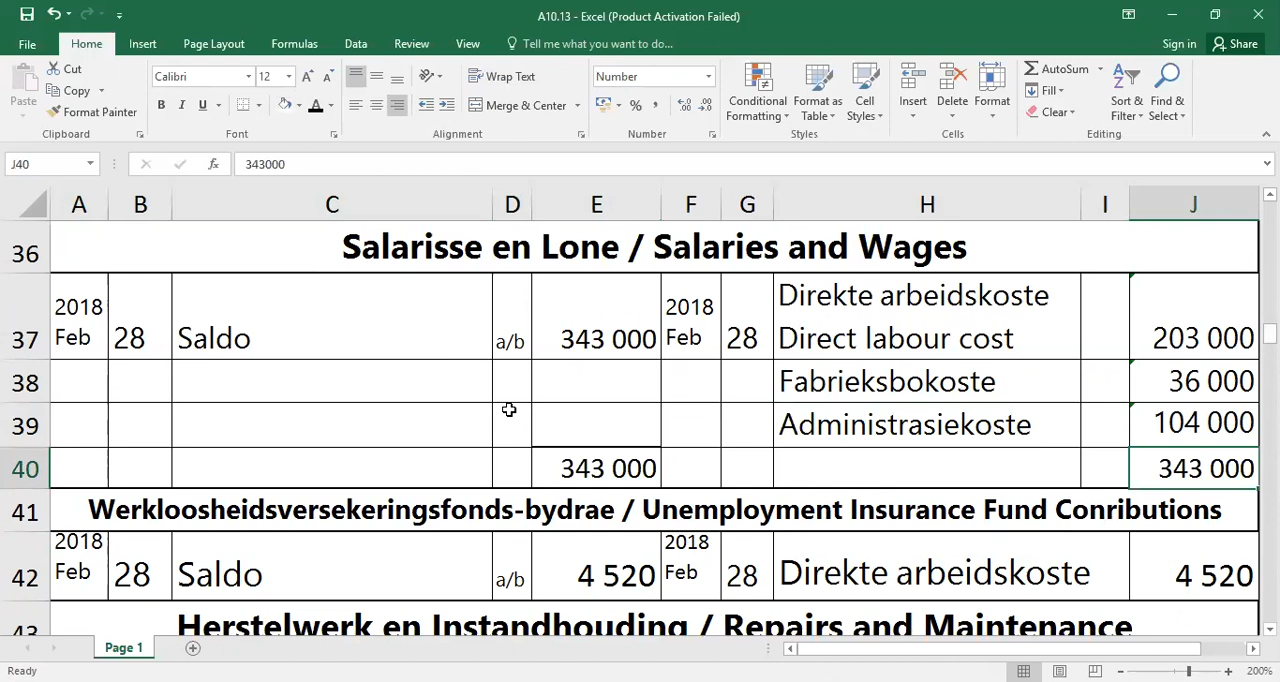 A10.13 - Excel (Product Activation Failed)
File Home Insert Page Layout Formulas Data Review View Tell me what you want to do... Sign in Share
Paste Cut Copy Format Painter
Calibri 12 A A Wrap Text Number
B I U A Merge & Center % ,
Conditional Formatting Format as Table Cell Styles Insert Delete Format
AutoSum Fill Clear Sort & Filter Find & Select
Clipboard Font Alignment Number Styles Cells Editing
J40 fx 343000
A B C D E F G H I J
36 Salarisse en Lone / Salaries and Wages
2018 2018 Direkte arbeidskoste
37 Feb 28 Saldo a/b 343 000 Feb 28 Direct labour cost 203 000
38 Fabrieksbokoste 36 000
39 Administrasiekoste 104 000
40 343 000 343 000
41 Werkloosheidsversekeringsfonds-bydrae / Unemployment Insurance Fund Conributions
2018 2018
42 Feb 28 Saldo a/b 4 520 Feb 28 Direkte arbeidskoste 4 520
43 Herstelwerk en Instandhouding / Repairs and Maintenance
Page 1
Ready 200%